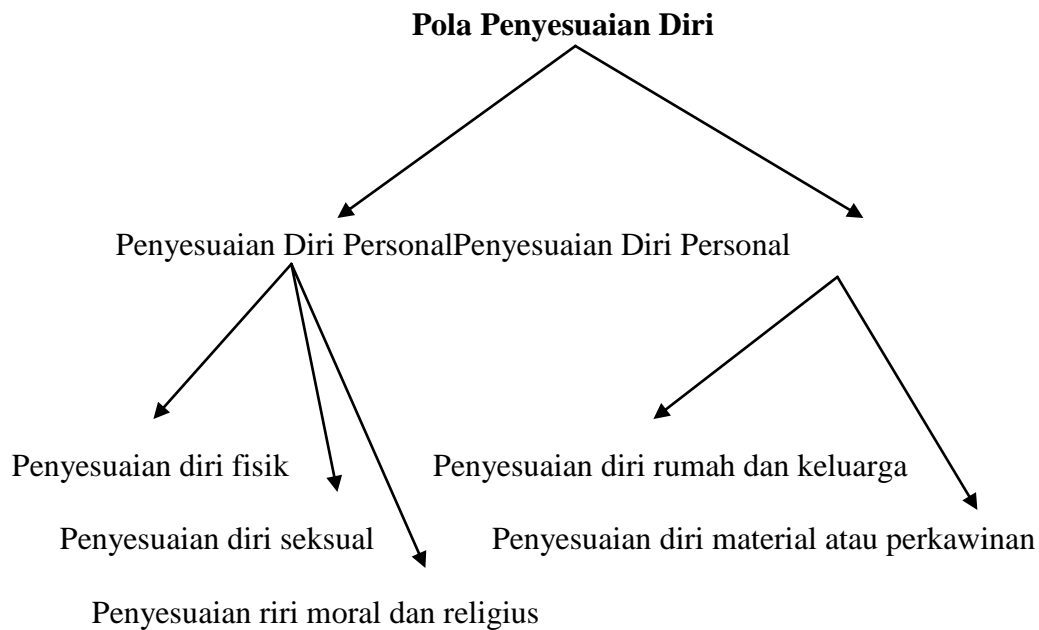 Pola Penyesuaian Diri
Penyesuaian Diri PersonalPenyesuaian Diri Personal
Penyesuaian diri fisik
Penyesuaian diri rumah dan keluarga
Penyesuaian diri seksual
Penyesuaian diri material atau perkawinan
Penyesuaian riri moral dan religius